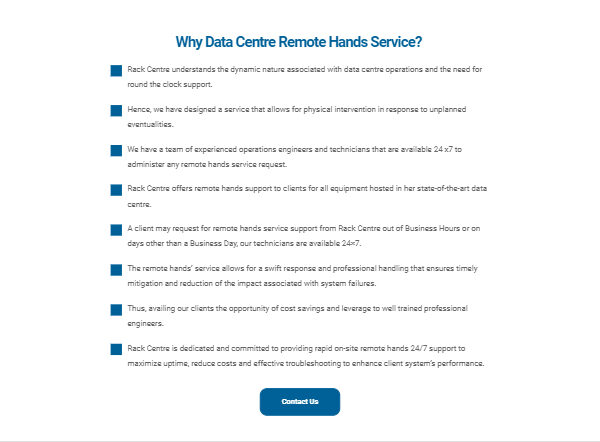 Why Data Centre Remote Hands Service?
Rack Centre understands the dynamic nature associated with data centre operations and the need for
round the clock support.
Hence, we have designed a service that allows for physical intervention in response to unplanned
eventualities.
We have a team of experienced operations engineers and technicians that are available 24 x7 to
administer any remote hands service request.
Rack Centre offers remote hands support to clients for all equipment hosted in her state-of-the-art data
centre.
A client may request for remote hands service support from Rack Centre out of Business Hours or on
days other than a Business Day, our technicians are available 24×7.
The remote hands' service allows for a swift response and professional handling that ensures timely
mitigation and reduction of the impact associated with system failures.
Thus, availing our clients the opportunity of cost savings and leverage to well trained professional
engineers.
Rack Centre is dedicated and committed to providing rapid on-site remote hands 24/7 support to
maximize uptime, reduce costs and effective troubleshooting to enhance client system's performance.
Contact Us